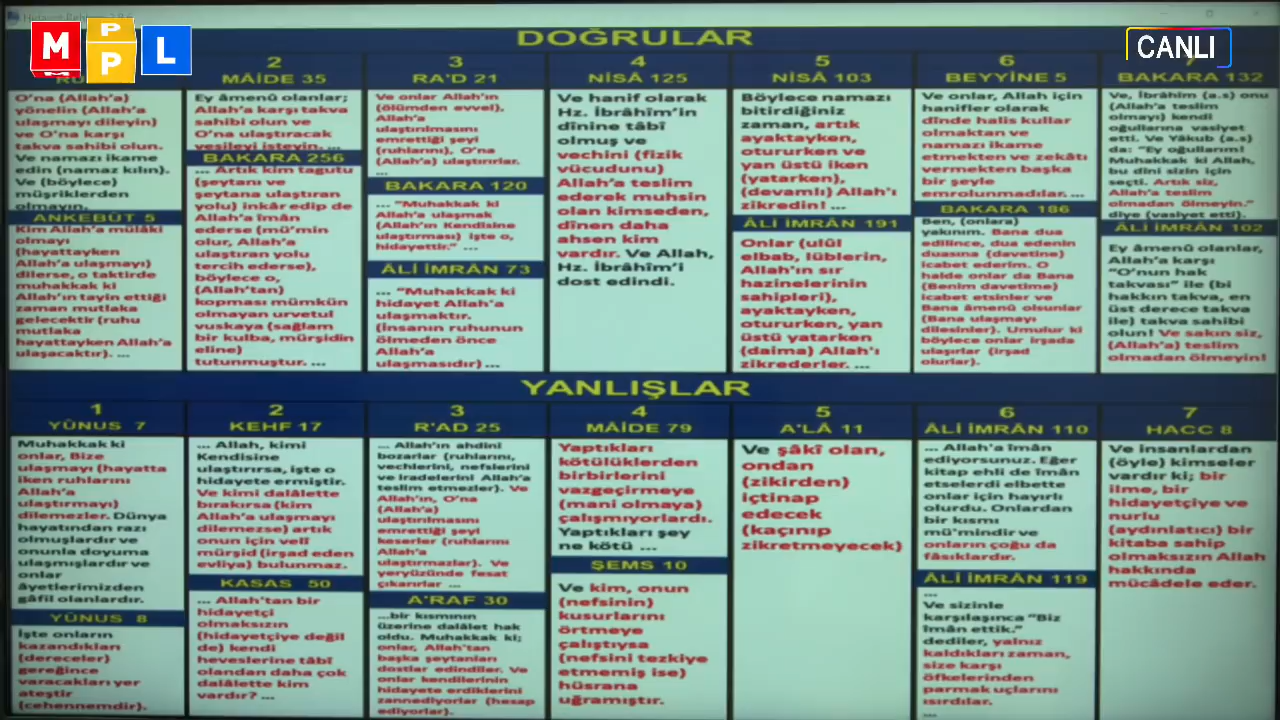 M P P L
CANLI
DOĞRULAR
2
MÂİDE 35
Ey âmenû olanlar;
Allah’a karşı takva
sahibi olun ve
O’na ulaştıracak
vesileyi isteyin. ...
BAKARA 256
... Artık kim tagutu
(şeytanı ve
şeytana ulaştıran
yolu) inkâr edip de
Allah’a îmân
ederse (mü’min
olur, Allah’a
ulaştıran yolu
tercih ederse),
böylece o,
(Allah’tan)
kopması mümkün
olmayan urvetul
vuskaya (sağlam
bir kulba, mürşidin
eline)
tutunmuştur. ...
O’na (Allah’a)
yönelin (Allah’a
ulaşmayı dileyin)
ve O’na karşı
takva sahibi olun.
Ve namazı ikame
edin (namaz kılın).
Ve (böylece)
müşriklerden
olmayın.
ANKEBÛT 5
Kim Allah’a mülâki
olmayı
(hayattayken
Allah’a ulaşmayı)
dilerse, o taktirde
muhakkak ki
Allah’ın tayin ettiği
zaman mutlaka
gelecektir (ruhu
mutlaka
hayattayken Allah’a
ulaşacaktır). ...
3
RA'D 21
Ve onlar Allah’ın
(ölümden evvel),
Allah’a
ulaştırılmasını
emrettiği şeyi
(ruhlarını), O’na
(Allah’a) ulaştırırlar.
BAKARA 120
... “Muhakkak ki
Allah’a ulaşmak
(Allah’ın Kendisine
ulaştırması) işte o,
hidayettir.” ...
ÂLİ İMRÂN 73
... “Muhakkak ki
hidayet Allah’a
ulaşmaktır.
(İnsanın ruhunun
ölmeden önce
Allah’a
ulaşmasıdır) ...
4
NİSÂ 125
Ve hanif olarak
Hz. İbrâhîm’in
dînine tâbî
olmuş ve
vechini (fizik
vücudunu)
Allah’a teslim
ederek muhsin
olan kimseden,
dînen daha
ahsen kim
vardır. Ve Allah,
Hz. İbrâhîm’i
dost edindi.
5
NİSÂ 103
Böylece namazı
bitirdiğiniz
zaman, artık
ayaktayken,
otururken ve
yan üstü iken
(yatarken),
(devamlı) Allah’ı
zikredin! ...
ÂLİ İMRÂN 191
Onlar (ulûl
elbab, lüblerin,
Allah’ın sır
hazinelerinin
sahipleri),
ayaktayken,
otururken, yan
üstü yatarken
(daima) Allah’ı
zikrederler. ...
6
BEYYİNE 5
Ve onlar, Allah için
hanifler olarak
dînde halis kullar
olmaktan ve
namazı ikame
etmekten ve zekâtı
vermekten başka
bir şeyle
emrolunmadılar. ...
BAKARA 186
Ben, (onlara)
yakınım. Bana dua
edilince, dua edenin
duasına (davetine)
icabet ederim. O
halde onlar da Bana
(Benim davetime)
icabet etsinler ve
Bana âmenû olsunlar
(Bana ulaşmayı
dilesinler). Umulur ki
böylece onlar irşada
ulaşırlar (irşad
olurlar).
BAKARA 132
Ve, İbrâhîm (a.s) onu
(Allah’a teslim
olmayı) kendi
oğullarına vasiyet
etti. Ve Yâkub (a.s)
da: “Ey oğullarım!
Muhakkak ki Allah,
bu dîni sizin için
seçti. Artık siz,
Allah’a teslim
olmadan ölmeyin.”
diye (vasiyet etti).
ÂLİ İMRÂN 102
Ey âmenû olanlar,
Allah’a karşı
“O’nun hak
takvası” ile (bi
hakkın takva, en
üst derece takva
ile) takva sahibi
olun! Ve sakın siz,
(Allah’a) teslim
olmadan ölmeyin!
YANLIŞLAR
1
YÛNUS 7
Muhakkak ki
onlar, Bize
ulaşmayı (hayatta
iken ruhlarını
Allah’a
ulaştırmayı)
dilemezler. Dünya
hayatından razı
olmuşlardır ve
onunla doyuma
ulaşmışlardır ve
onlar
âyetlerimizden
gâfil olanlardır.
YÛNUS 8
İşte onların
kazandıkları
(dereceler)
gereğince
varacakları yer
ateştir
(cehennemdir).
2
KEHF 17
... Allah, kimi
Kendisine
ulaştırırsa, işte o
hidayete ermiştir.
Ve kimi dalâlette
bırakırsa (kim
Allah’a ulaşmayı
dilemezse) artık
onun için velî
mürşid (irşad eden
evliya) bulunmaz.
KASAS 50
... Allah’tan bir
hidayetçi
olmaksızın
(hidayetçiye değil
de) kendi
heveslerine tâbî
olandan daha çok
dalâlette kim
vardır? ...
3
R'AD 25
... Allah’ın ahdini
bozarlar (ruhlarını,
vechlerini, nefslerini
ve iradelerini Allah’a
teslim etmezler). Ve
Allah’ın, O’na
(Allah’a)
ulaştırılmasını
emrettiği şeyi
keserler (ruhlarını
Allah’a
ulaştırmazlar). Ve
yeryüzünde fesat
çıkarırlar ...
A'RAF 30
...bir kısmının
üzerine dalâlet hak
oldu. Muhakkak ki;
onlar, Allah’tan
başka şeytanları
dostlar edindiler. Ve
onlar kendilerinin
hidayete erdiklerini
zannediyorlar (hesap
ediyorlar).
4
MÂİDE 79
Yaptıkları
kötülüklerden
birbirlerini
vazgeçirmeye
(mani olmaya)
çalışmıyorlardı.
Yaptıkları şey
ne kötü ...
ŞEMS 10
Ve kim, onun
(nefsinin)
kusurlarını
örtmeye
çalıştıysa
(nefsini tezkiye
etmemiş ise)
hüsrana
uğramıştır.
5
A'LÂ 11
Ve şâkî olan,
ondan
(zikirden)
içtinap
edecek
(kaçınıp
zikretmeyecek)
6
ÂLİ İMRÂN 110
... Allah’a îmân
ediyorsunuz. Eğer
kitap ehli de îmân
etselerdi elbette
onlar için hayırlı
olurdu. Onlardan
bir kısmı
mü’mindir ve
onların çoğu da
fâsıklardır.
ÂLİ İMRÂN 119
...
Ve sizinle
karşılaşınca “Biz
îmân ettik.”
dediler, yalnız
kaldıkları zaman,
size karşı
öfkelerinden
parmak uçlarını
ısırdılar.
...
7
HACC 8
Ve insanlardan
(öyle) kimseler
vardır ki; bir
ilme, bir
hidayetçiye ve
nurlu
(aydınlatıcı) bir
kitaba sahip
olmaksızın Allah
hakkında
mücâdele eder.